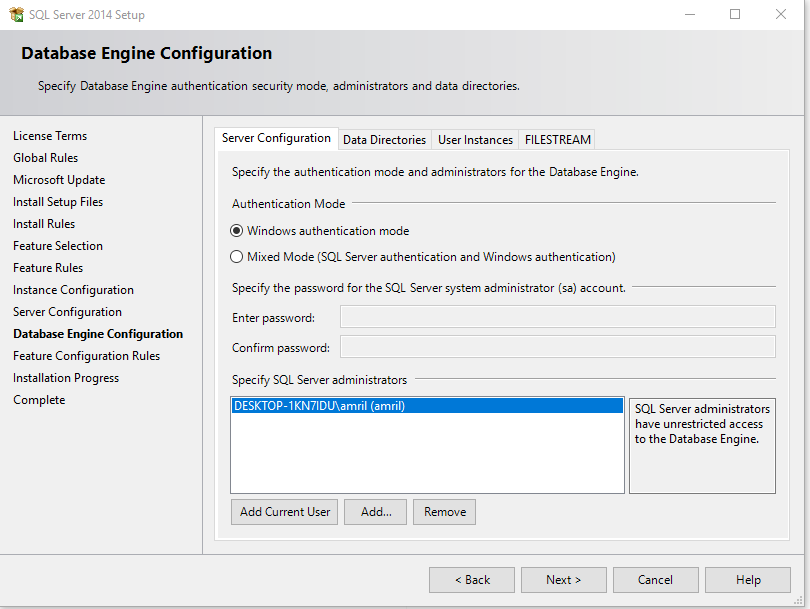 SQL Server 2014 Setup
Database Engine Configuration
Specify Database Engine authentication security mode, administrators and data directories.
License Terms
Global Rules
Microsoft Update
Install Setup Files
Install Rules
Feature Selection
Feature Rules
Instance Configuration
Server Configuration
Database Engine Configuration
Feature Configuration Rules
Installation Progress
Complete
Server Configuration Data Directories User Instances FILESTREAM
Specify the authentication mode and administrators for the Database Engine.
Authentication Mode
Windows authentication mode
Mixed Mode (SQL Server authentication and Windows authentication)
Specify the password for the SQL Server system administrator (sa) account.
Enter password:
Confirm password:
Specify SQL Server administrators
DESKTOP-1KN7IDU\amril (amril)
SQL Server administrators
have unrestricted access
to the Database Engine.
Add Current User Add... Remove
< Back Next > Cancel Help